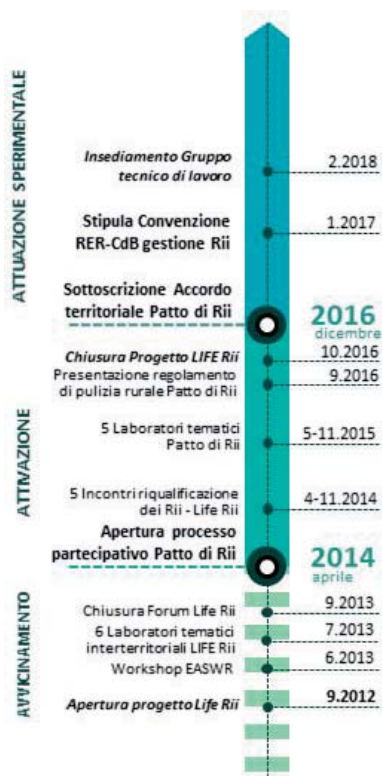 ATTUAZIONE SPERIMENTALE
Insediamento Gruppo
tecnico di lavoro
2.2018
Stipula Convenzione
RER-CdB gestione Rii
1.2017
Sottoscrizione Accordo
territoriale Patto di Rii
2016
dicembre
ATTIVAZIONE
Chiusura Progetto LIFE Rii
10.2016
Presentazione regolamento
di pulizia rurale Patto di Rii
9.2016
5 Laboratori tematici
Patto di Rii
5-11.2015
5 Incontri riqualificazione
dei Rii - Life Rii
4-11.2014
Apertura processo
partecipativo Patto di Rii
2014
aprile
AVVICINAMENTO
Chiusura Forum Life Rii
9.2013
6 Laboratori tematici
interterritoriali LIFE Rii
7.2013
Workshop EASWR
6.2013
Apertura progetto Life Rii
9.2012